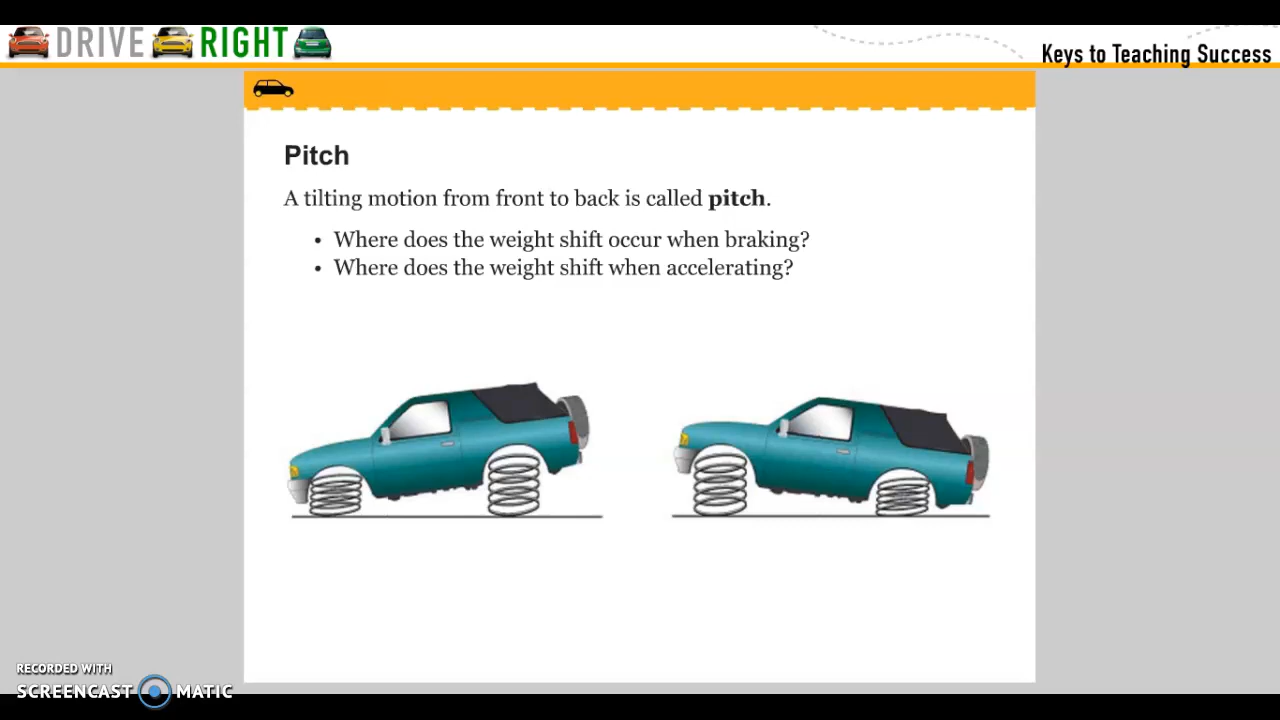 DRIVE RIGHT
Keys to Teaching Success
Pitch
A tilting motion from front to back is called pitch.
• Where does the weight shift occur when braking?
• Where does the weight shift when accelerating?
RECORDED WITH
SCREENCAST MATIC